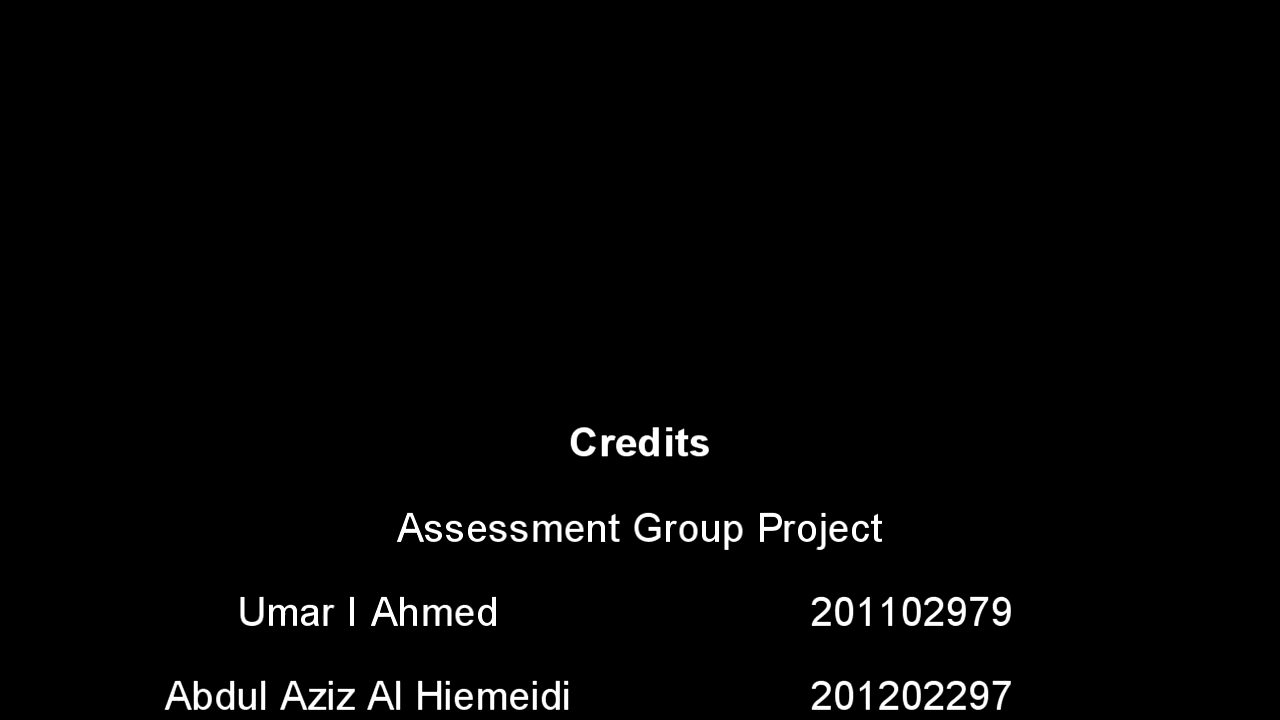 Credits
Assessment Group Project
Umar I Ahmed 201102979
Abdul Aziz Al Hiemeidi 201202297